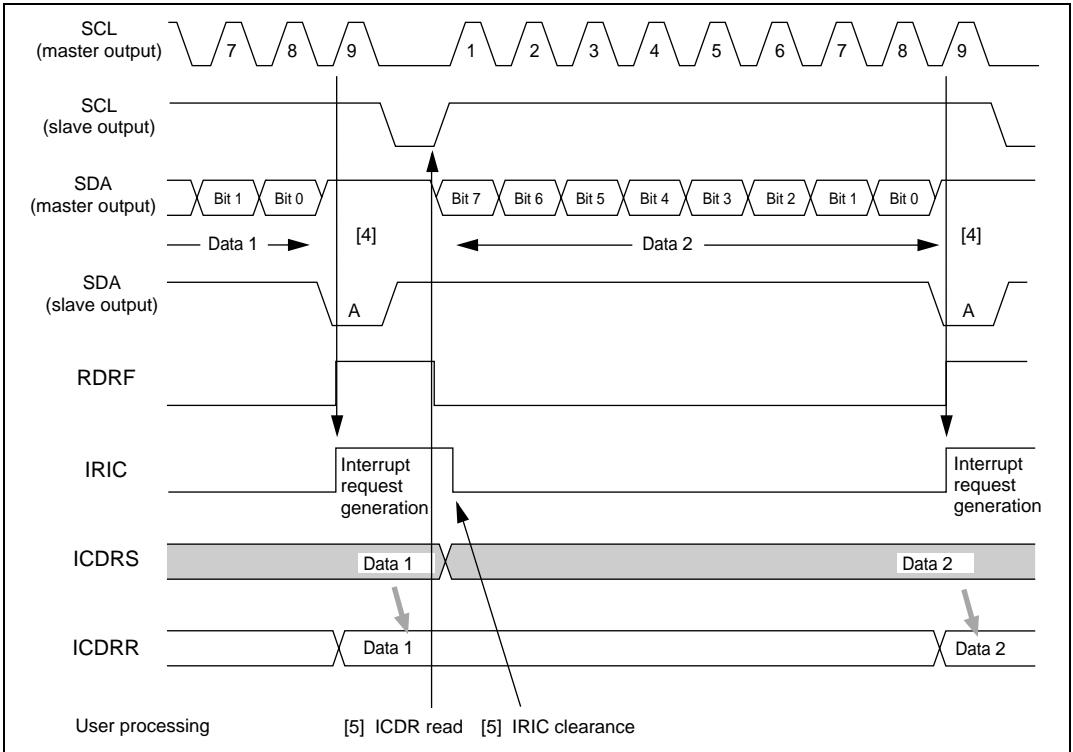 SCL
(master output)
7 8 9 1 2 3 4 5 6 7 8 9
SCL
(slave output)
SDA
(master output)
Bit 1 Bit 0 Bit 7 Bit 6 Bit 5 Bit 4 Bit 3 Bit 2 Bit 1 Bit 0
Data 1 [4] Data 2 [4]
SDA
(slave output)
A A
RDRF
IRIC
Interrupt
request
generation
Interrupt
request
generation
ICDRS
Data 1 Data 2
ICDRR
Data 1 Data 2
User processing [5] ICDR read [5] IRIC clearance